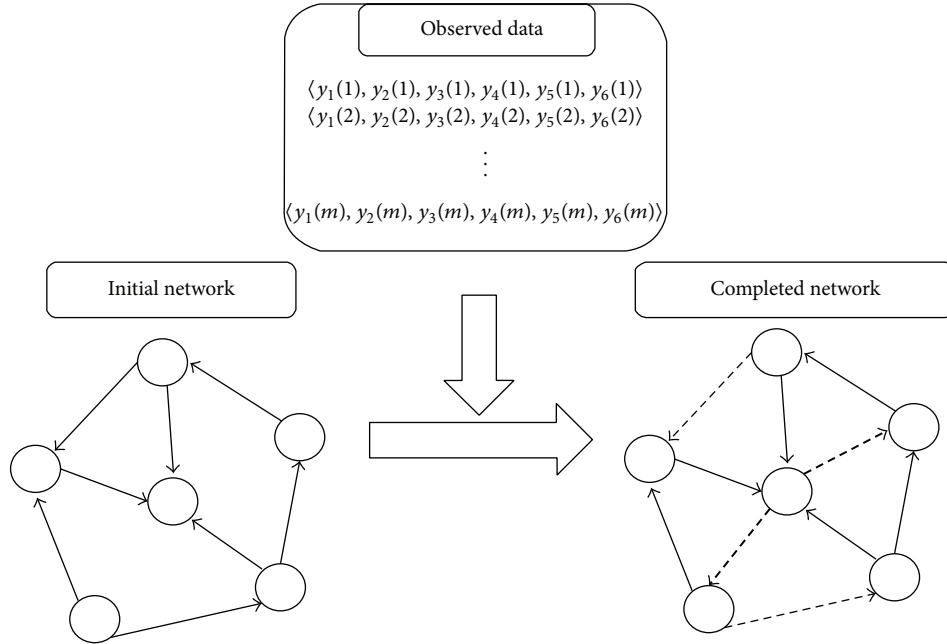 Observed data
⟨y₁(1), y₂(1), y₃(1), y₄(1), y₅(1), y₆(1)⟩
⟨y₁(2), y₂(2), y₃(2), y₄(2), y₅(2), y₆(2)⟩
⋮
⟨y₁(m), y₂(m), y₃(m), y₄(m), y₅(m), y₆(m)⟩
Initial network
Completed network